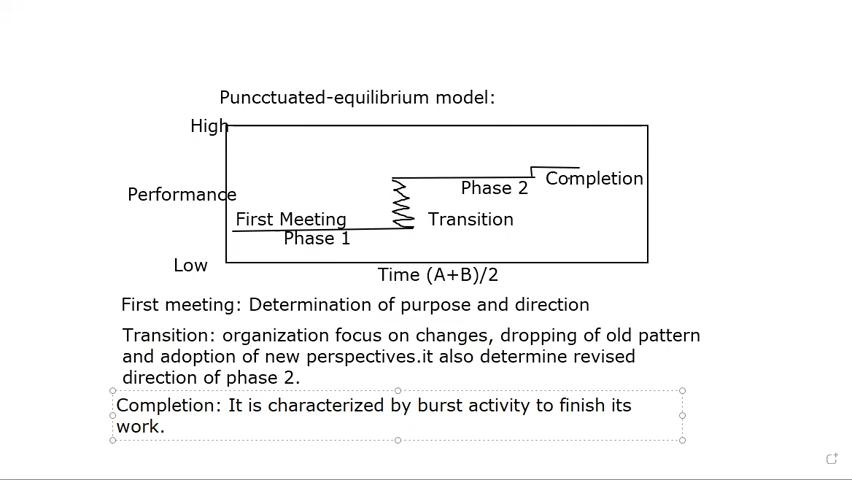 Puncctuated-equilibrium model:
High
Performance
Low
First Meeting
Phase 1
Transition
Phase 2
Completion
Time (A+B)/2
First meeting: Determination of purpose and direction
Transition: organization focus on changes, dropping of old pattern
and adoption of new perspectives.it also determine revised
direction of phase 2.
Completion: It is characterized by burst activity to finish its
work.